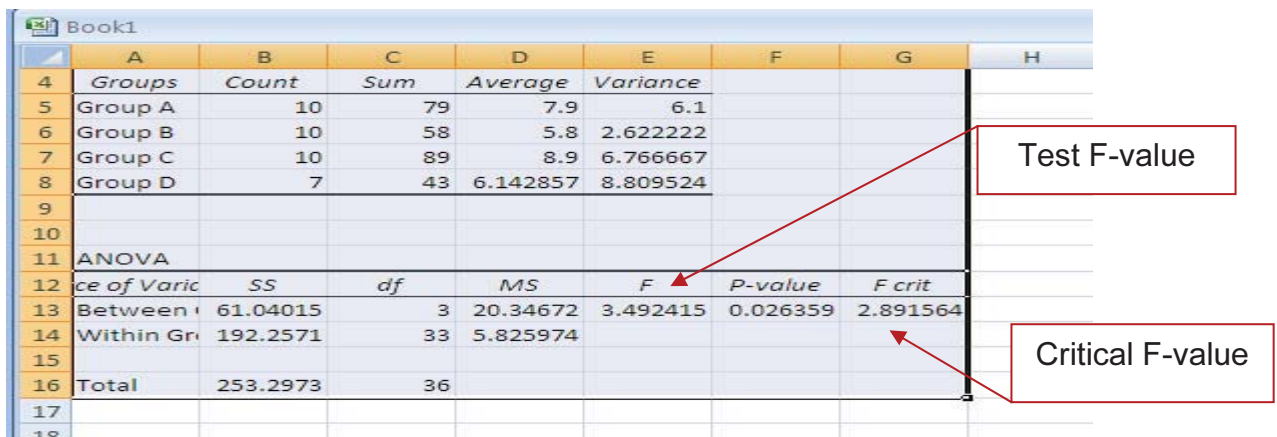 Book1
A B C D E F G H
4 Groups Count Sum Average Variance
5 Group A 10 79 7.9 6.1
6 Group B 10 58 5.8 2.622222
7 Group C 10 89 8.9 6.766667
8 Group D 7 43 6.142857 8.809524
Test F-value
9
10
11 ANOVA
12 ce of Varic SS df MS F P-value F crit
13 Between 61.04015 3 20.34672 3.492415 0.026359 2.891564
14 Within Gr 192.2571 33 5.825974
Critical F-value
15
16 Total 253.2973 36
17
18